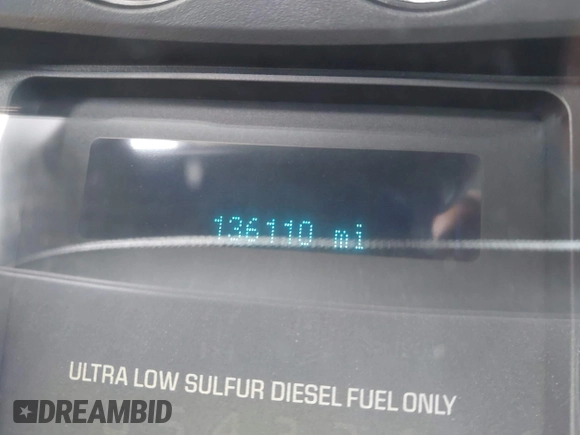 136110 mi
ULTRA LOW SULFUR DIESEL FUEL ONLY
DREAMBID